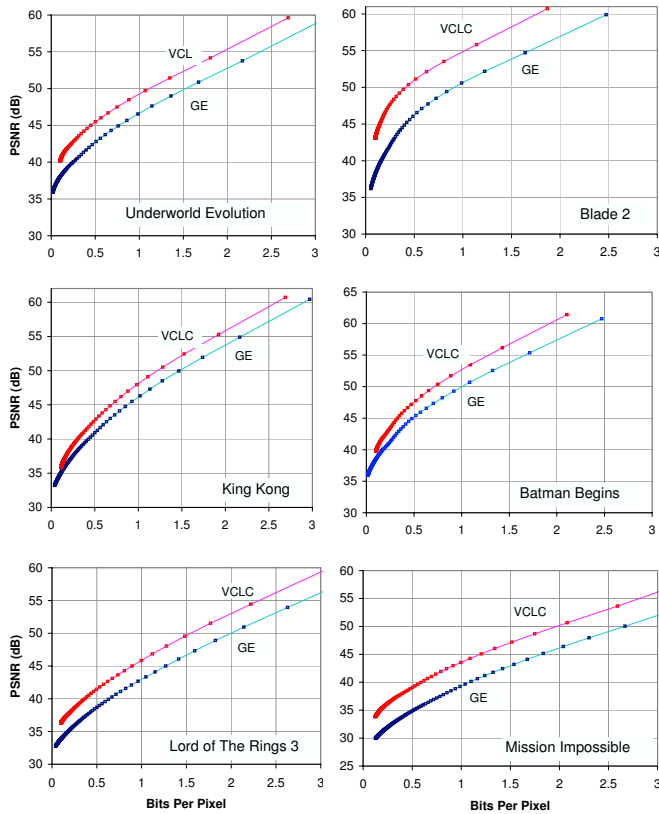 60
55
50
45
40
35
30
PSNR (dB)
VCL
GE
Underworld Evolution
0 0.5 1 1.5 2 2.5 3
60
55
50
45
40
35
30
VCLC
GE
Blade 2
0 0.5 1 1.5 2 2.5 3
60
55
50
45
40
35
30
PSNR (dB)
VCLC
GE
King Kong
0 0.5 1 1.5 2 2.5 3
65
60
55
50
45
40
35
30
VCLC
GE
Batman Begins
0 0.5 1 1.5 2 2.5 3
60
55
50
45
40
35
30
PSNR (dB)
VCLC
GE
Lord of The Rings 3
0 0.5 1 1.5 2 2.5 3
Bits Per Pixel
60
55
50
45
40
35
30
25
VCLC
GE
Mission Impossible
0 0.5 1 1.5 2 2.5 3
Bits Per Pixel